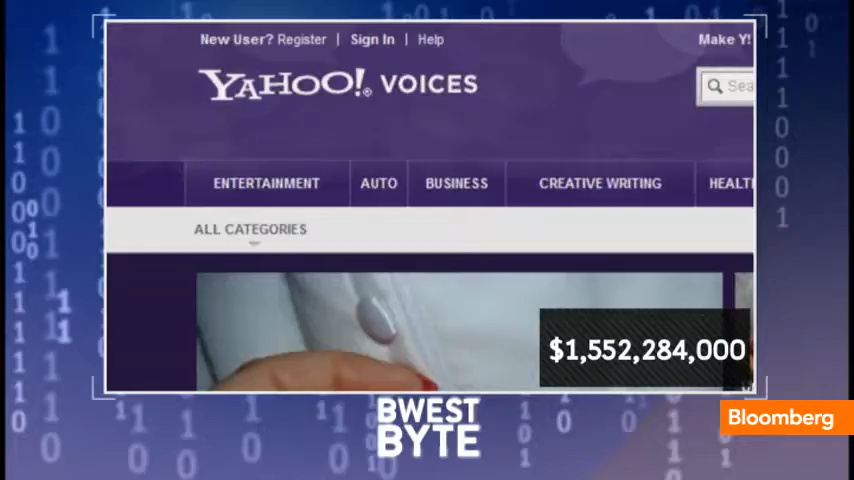 New User? Register | Sign In | Help
Make Y!
YAHOO!® VOICES
Sea
ENTERTAINMENT
AUTO
BUSINESS
CREATIVE WRITING
HEALT
ALL CATEGORIES
$1,552,284,000
BWEST
BYTE
Bloomberg